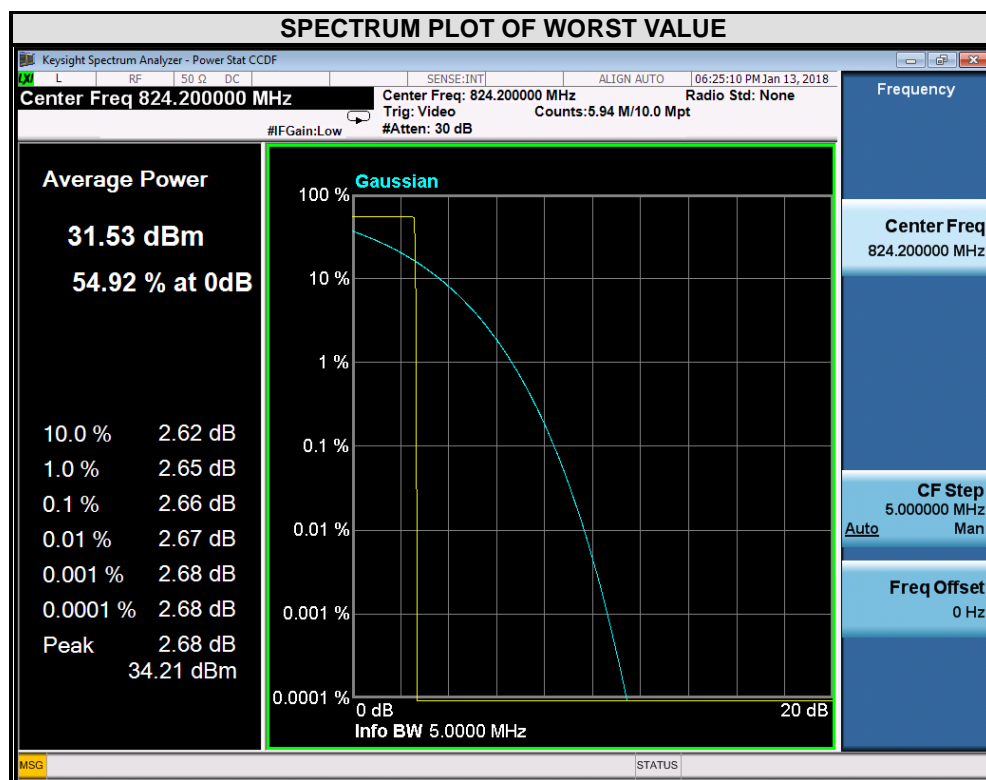 SPECTRUM PLOT OF WORST VALUE
Keysight Spectrum Analyzer - Power Stat CCDF
LXI L RF 50 Ω DC SENSE:INT ALIGN AUTO 06:25:10 PM Jan 13, 2018
Center Freq 824.200000 MHz
#IFGain:Low
Center Freq: 824.200000 MHz
Trig: Video
#Atten: 30 dB
Counts:5.94 M/10.0 Mpt
Radio Std: None
Average Power
31.53 dBm
54.92 % at 0dB
10.0 % 2.62 dB
1.0 % 2.65 dB
0.1 % 2.66 dB
0.01 % 2.67 dB
0.001 % 2.68 dB
0.0001 % 2.68 dB
Peak 2.68 dB
34.21 dBm
Gaussian
100 %
10 %
1 %
0.1 %
0.01 %
0.001 %
0.0001 %
0 dB 20 dB
Info BW 5.0000 MHz
Frequency
Center Freq
824.200000 MHz
CF Step
5.000000 MHz
Auto Man
Freq Offset
0 Hz
MSG STATUS